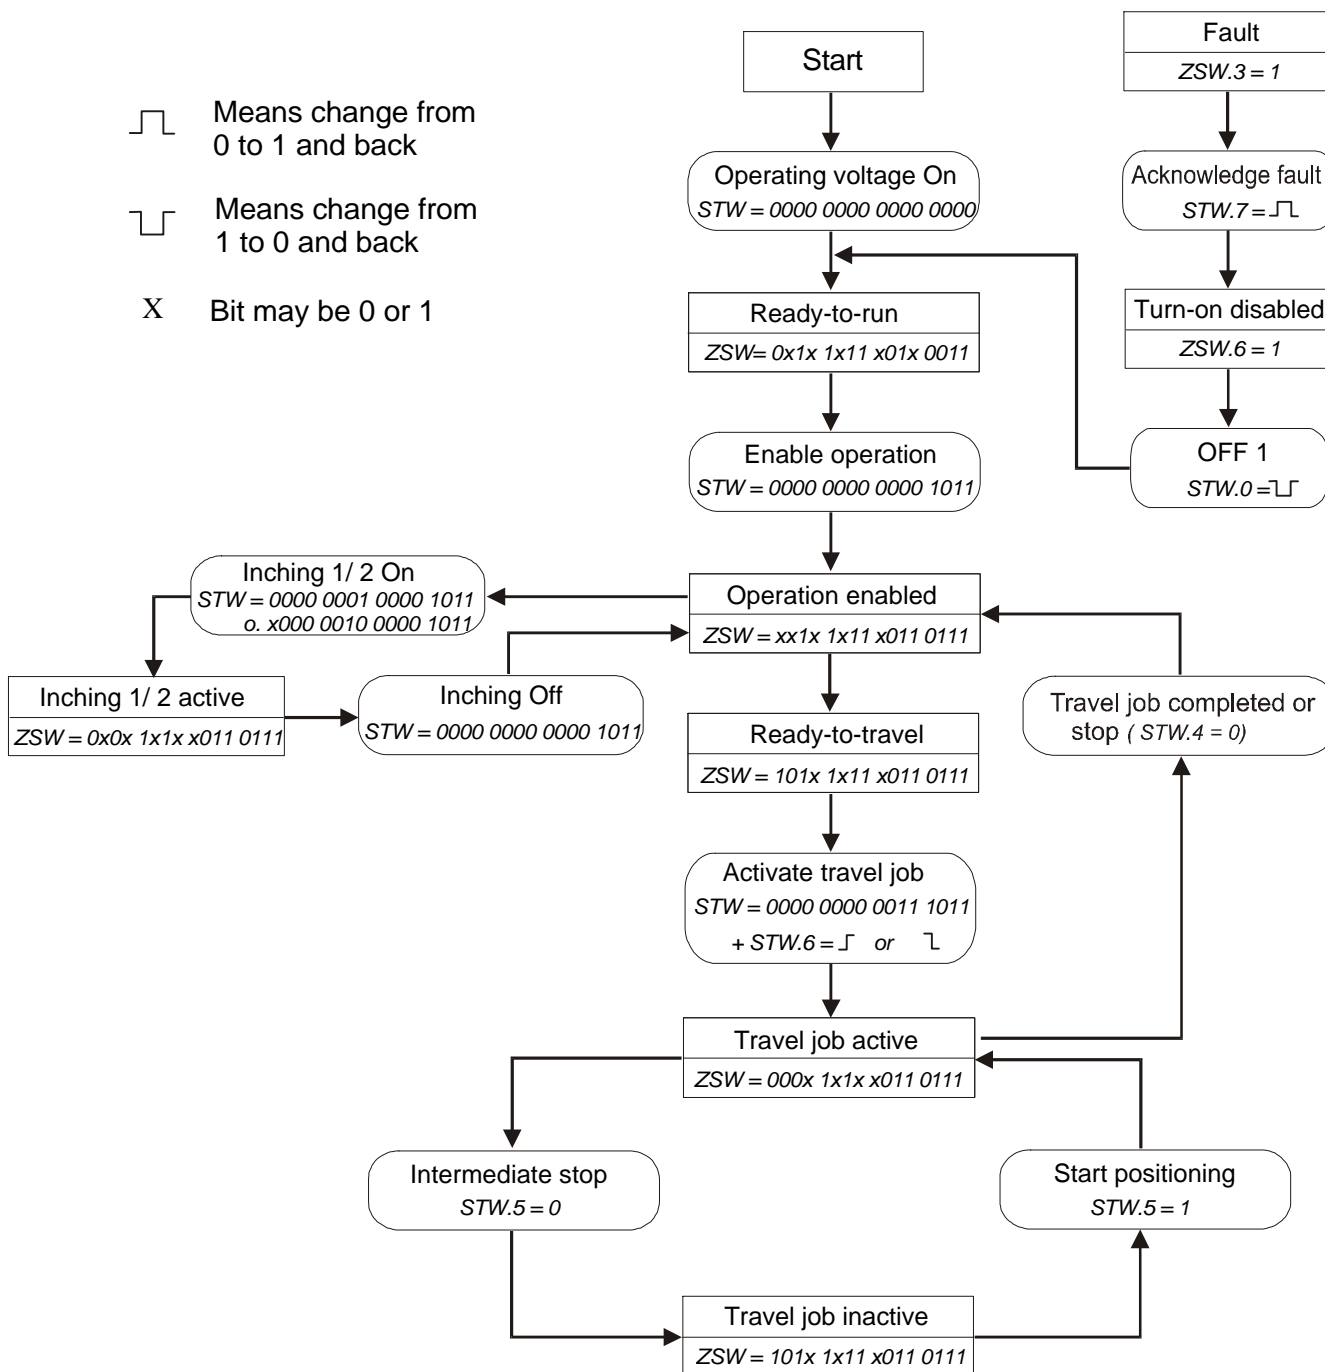 Start
Fault
ZSW.3 = 1
Means change from
0 to 1 and back
Means change from
1 to 0 and back
X Bit may be 0 or 1
Operating voltage On
STW = 0000 0000 0000 0000
Acknowledge fault
STW.7 =
Ready-to-run
ZSW= 0x1x 1x11 x01x 0011
Turn-on disabled
ZSW.6 = 1
Enable operation
STW = 0000 0000 0000 1011
OFF 1
STW.0 =
Inching 1/ 2 On
STW = 0000 0001 0000 1011
o. x000 0010 0000 1011
Operation enabled
ZSW = xx1x 1x11 x011 0111
Inching 1/ 2 active
ZSW = 0x0x 1x1x x011 0111
Inching Off
STW = 0000 0000 0000 1011
Ready-to-travel
ZSW = 101x 1x11 x011 0111
Travel job completed or
stop ( STW.4 = 0)
Activate travel job
STW = 0000 0000 0011 1011
+ STW.6 = or
Travel job active
ZSW = 000x 1x1x x011 0111
Intermediate stop
STW.5 = 0
Start positioning
STW.5 = 1
Travel job inactive
ZSW = 101x 1x11 x011 0111